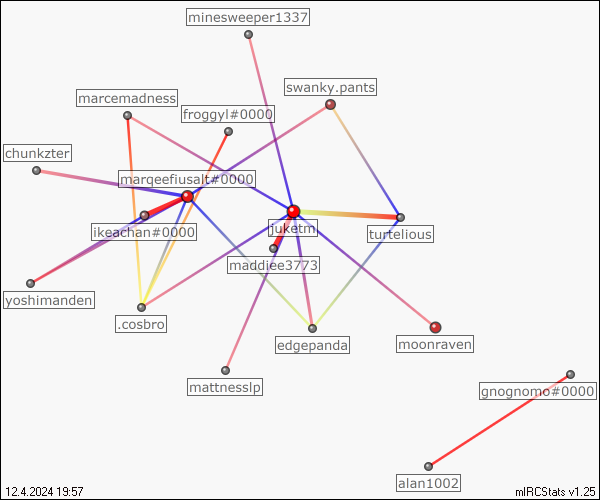 minesweeper1337
swanky.pants
marcemadness
froggyl#0000
chunkzter
marqeefiusalt#0000
ikeachan#0000
juketm
turtelious
maddiee3773
yoshimanden
.cosbro
edgepanda
moonraven
mattnesslp
gnognomo#0000
alan1002
12.4.2024 19:57
mIRCStats v1.25